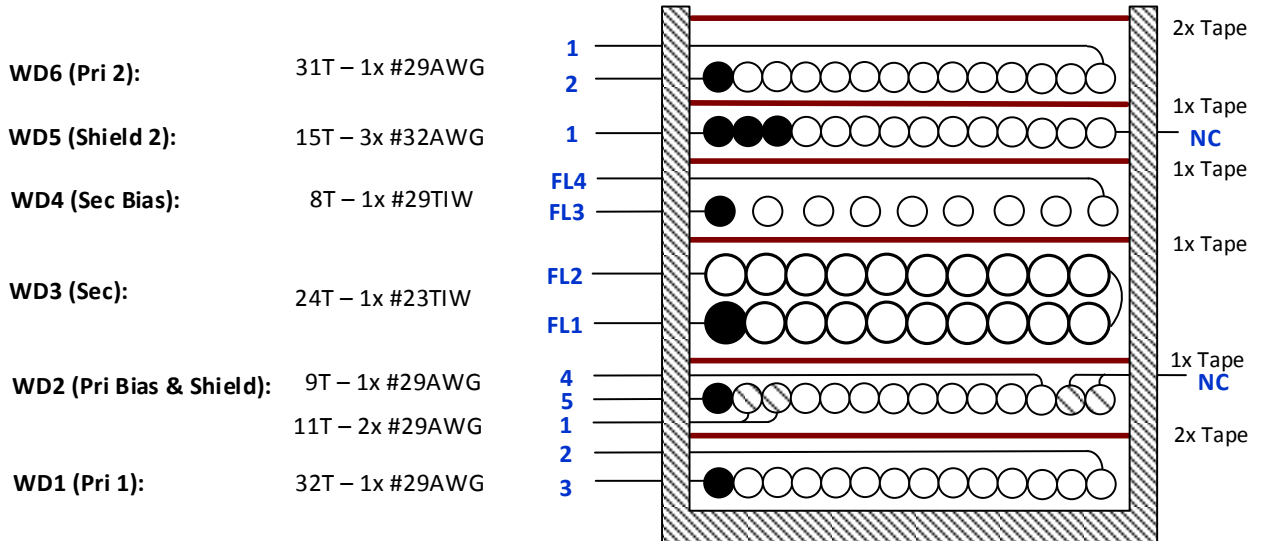 2x Tape
1
WD6 (Pri 2): 31T – 1x #29AWG
2
1x Tape
WD5 (Shield 2): 15T – 3x #32AWG 1 NC
1x Tape
FL4
WD4 (Sec Bias): 8T – 1x #29TIW FL3
1x Tape
FL2
WD3 (Sec): 24T – 1x #23TIW
FL1
1x Tape
WD2 (Pri Bias & Shield): 9T – 1x #29AWG 4 NC
5
11T – 2x #29AWG 1
2x Tape
2
WD1 (Pri 1): 32T – 1x #29AWG 3